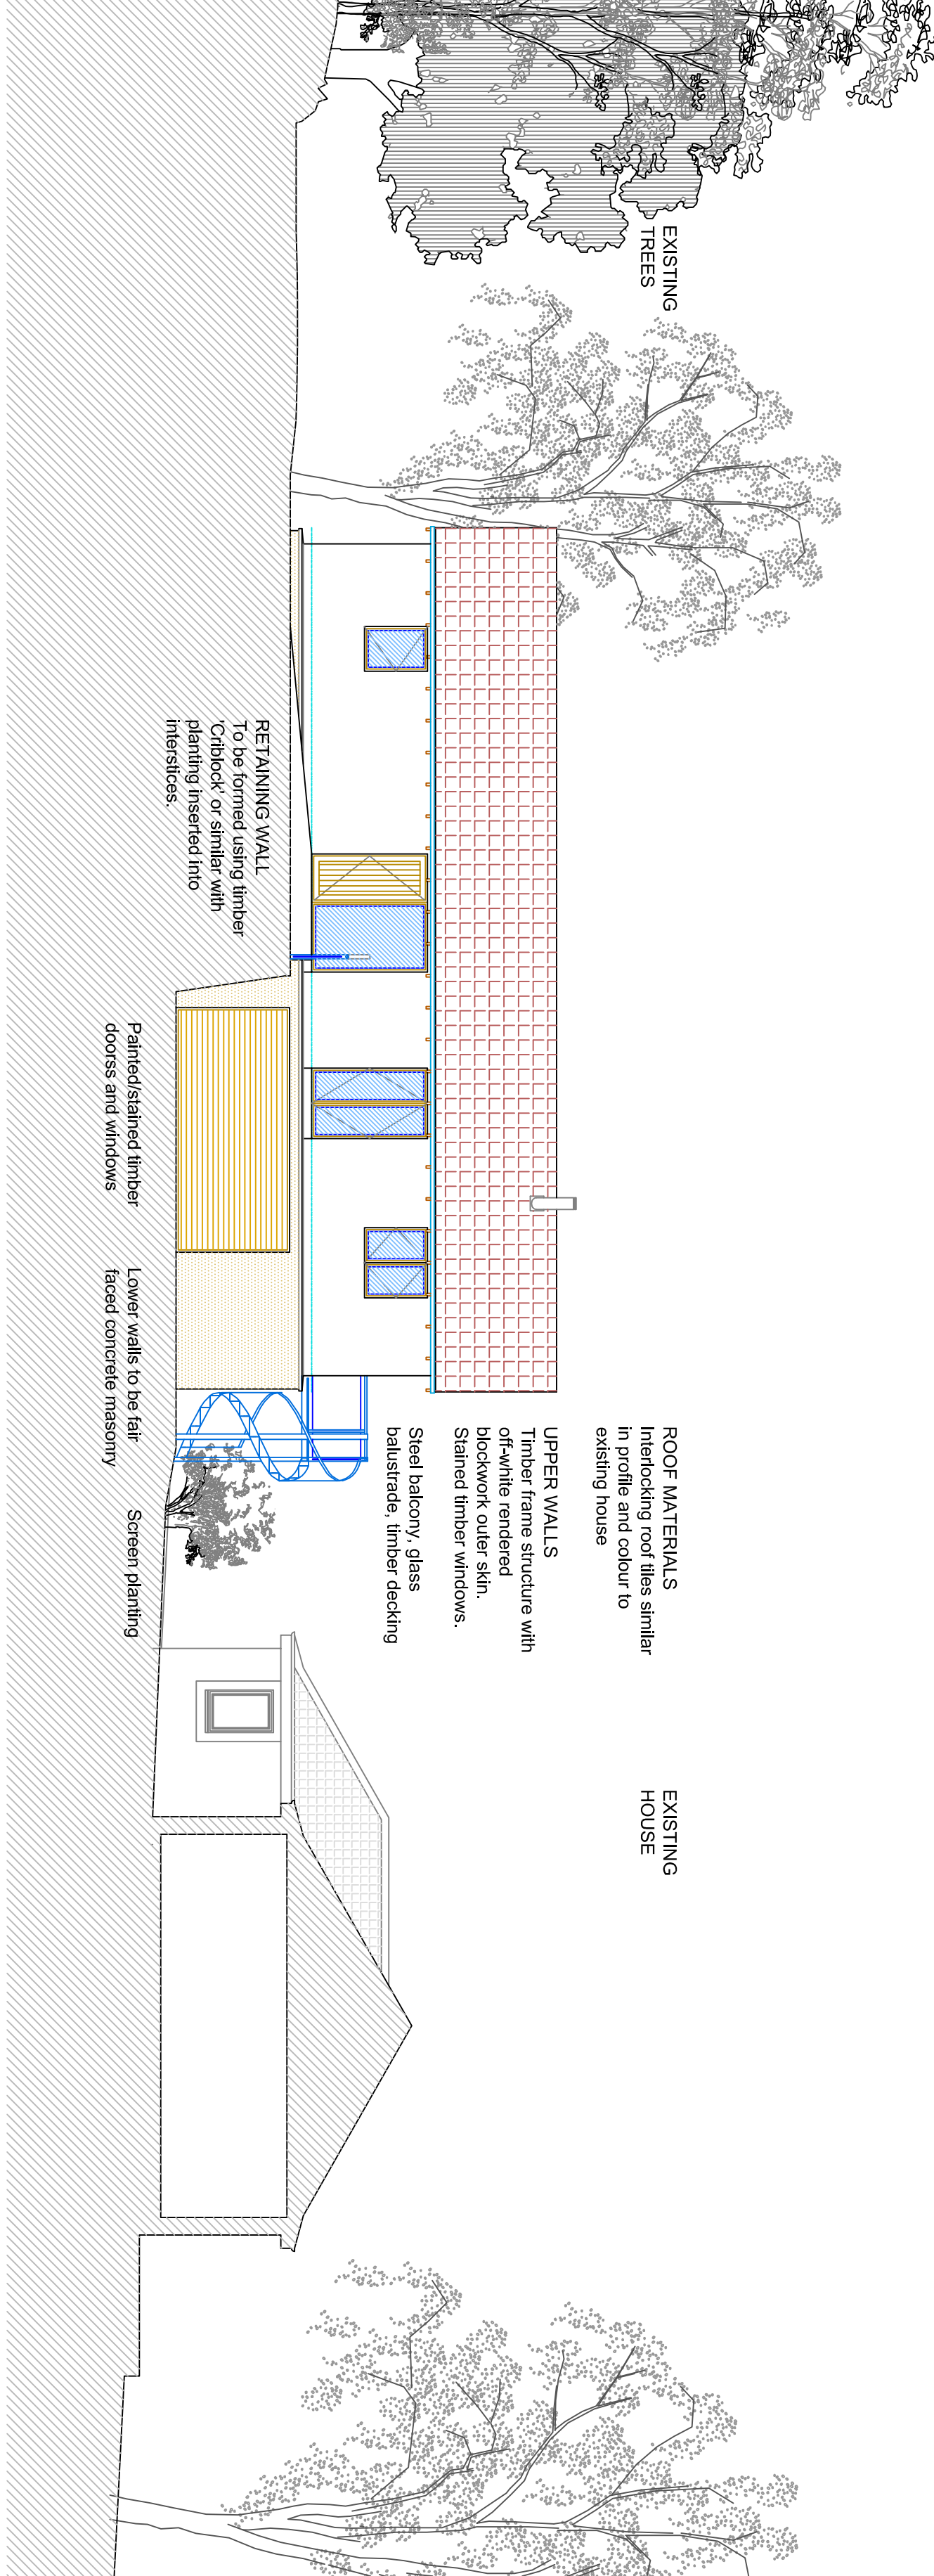 EXISTING
TREES
ROOF MATERIALS
Interlocking roof tiles similar
in profile and colour to
existing house
EXISTING
HOUSE
UPPER WALLS
Timber frame structure with
off-white rendered
blockwork outer skin.
Stained timber windows.
Steel balcony, glass
balustrade, timber decking
RETAINING WALL
To be formed using timber
'Criblock' or similar with
planting inserted into
interstices.
Painted/stained timber
doorss and windows
Lower walls to be fair
faced concrete masonry
Screen planting